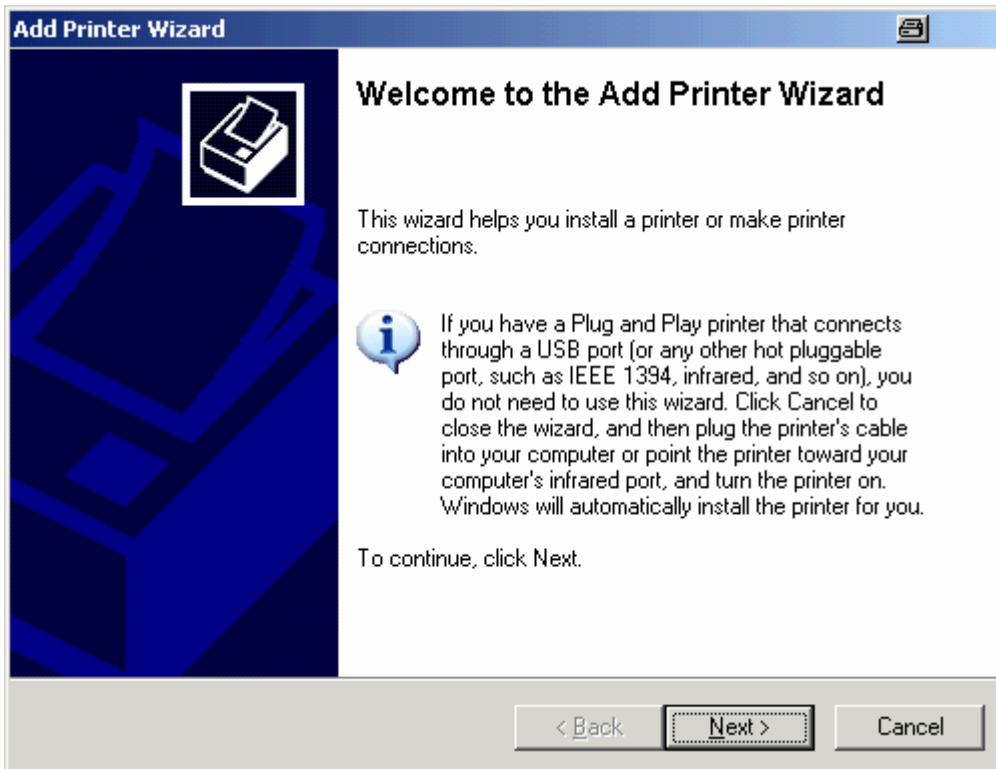 Add Printer Wizard
Welcome to the Add Printer Wizard
This wizard helps you install a printer or make printer
connections.
If you have a Plug and Play printer that connects
through a USB port (or any other hot pluggable
port, such as IEEE 1394, infrared, and so on), you
do not need to use this wizard. Click Cancel to
close the wizard, and then plug the printer's cable
into your computer or point the printer toward your
computer's infrared port, and turn the printer on.
Windows will automatically install the printer for you.
To continue, click Next.
< Back
Next >
Cancel